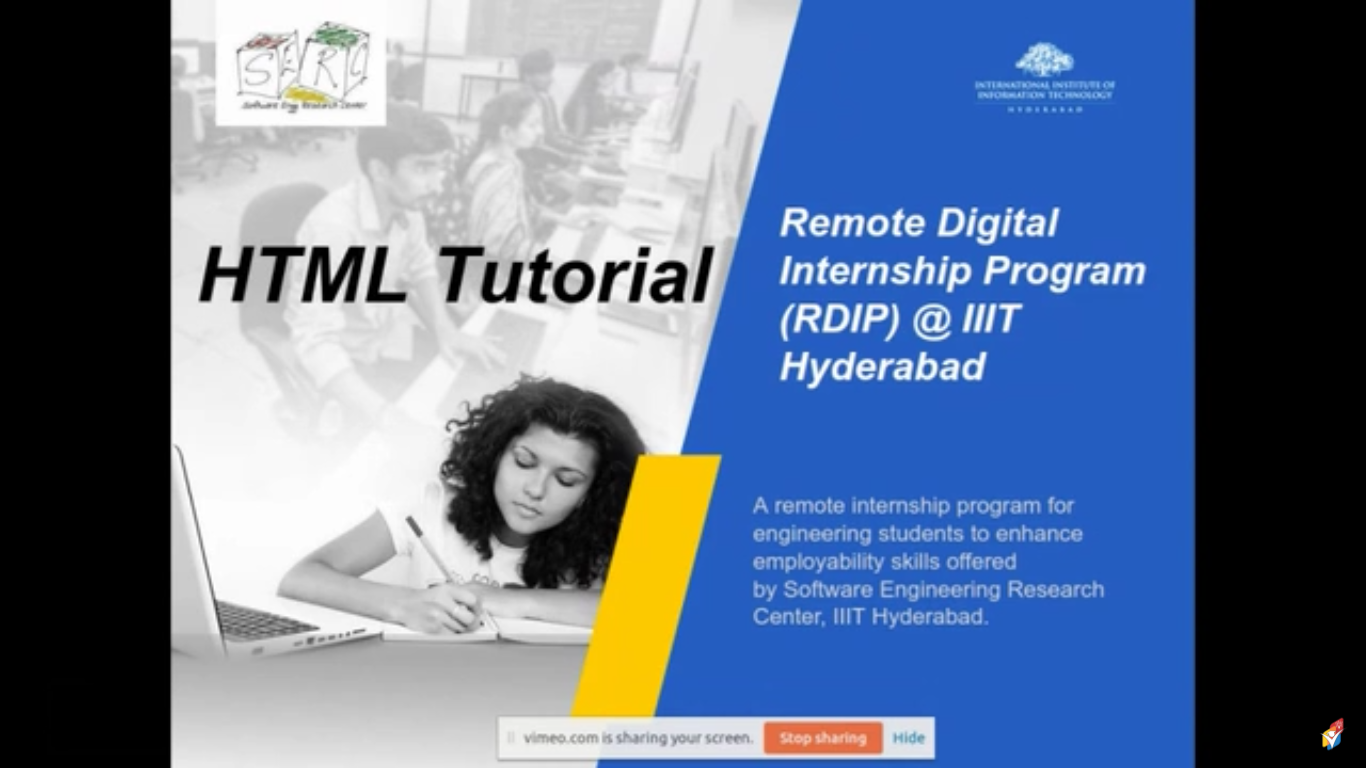 SERC
Software Engg Research Center
HTML Tutorial
INTERNATIONAL INSTITUTE OF
INFORMATION TECHNOLOGY
HYDERABAD
Remote Digital
Internship Program
(RDIP) @ IIIT
Hyderabad
A remote internship program for
engineering students to enhance
employability skills offered
by Software Engineering Research
Center, IIIT Hyderabad.
vimeo.com is sharing your screen. Stop sharing Hide